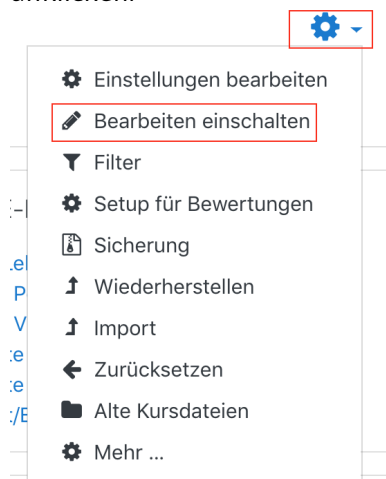 Einstellungen bearbeiten
Bearbeiten einschalten
Filter
Setup für Bewertungen
Sicherung
Wiederherstellen
Import
Zurücksetzen
Alte Kursdateien
Mehr ...